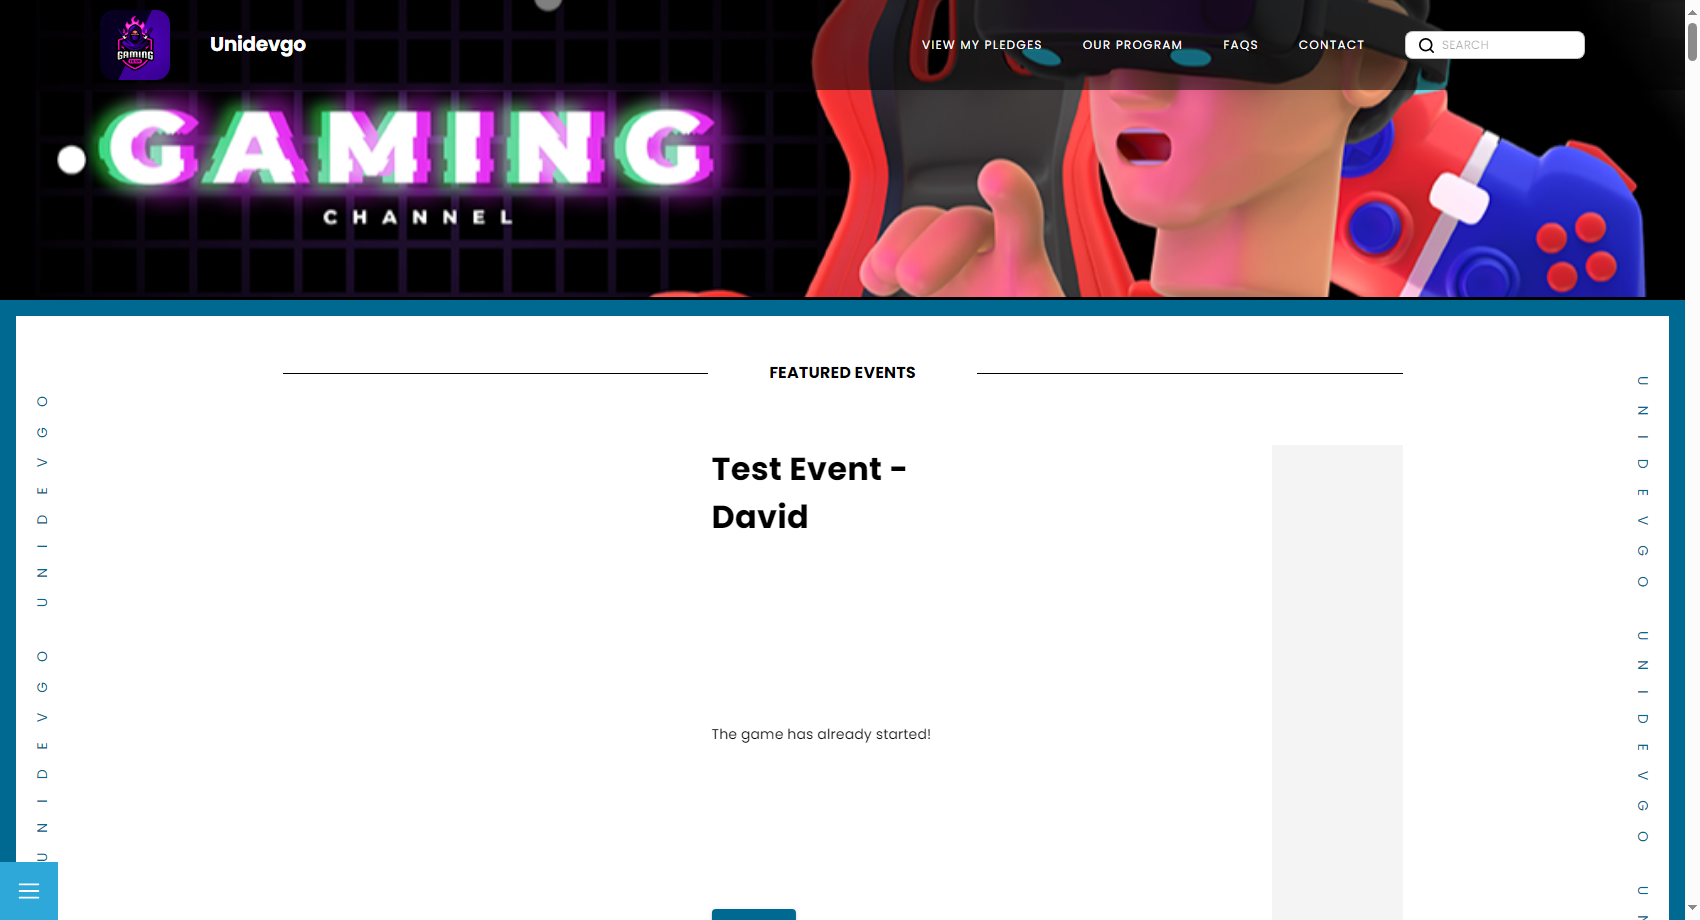 GAMING
Unidevgo
VIEW MY PLEDGES
OUR PROGRAM
FAQS
CONTACT
SEARCH
GAMING
CHANNEL
FEATURED EVENTS
Test Event -
David
The game has already started!
UNIDEVGO UNIDEVGO
UNIDEVGO UNIDEVGO UN